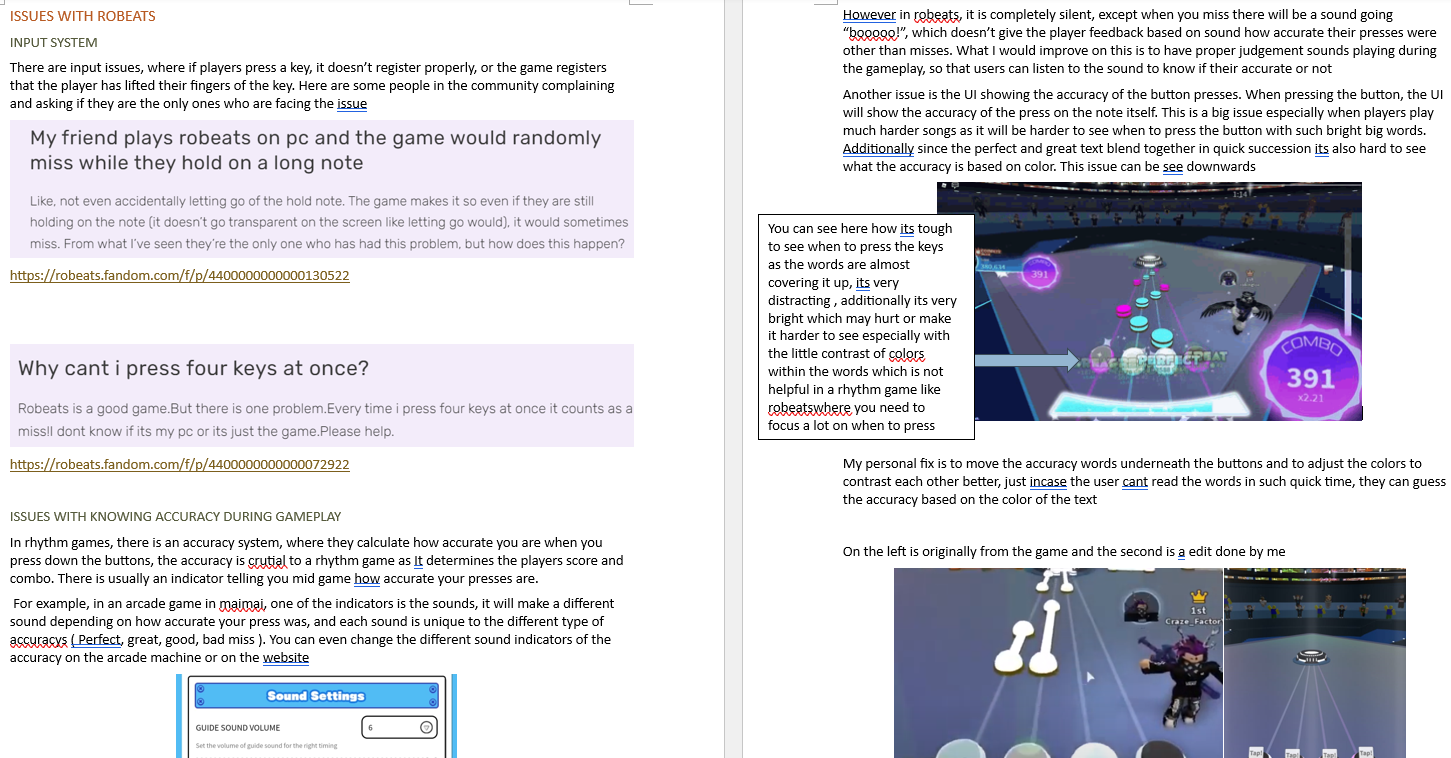 ISSUES WITH ROBEATS
INPUT SYSTEM
There are input issues, where if players press a key, it doesn't register properly, or the game registers
that the player has lifted their fingers of the key. Here are some people in the community complaining
and asking if they are the only ones who are facing the issue
My friend plays robeats on pc and the game would randomly
miss while they hold on a long note
Like, not even accidentally letting go of the hold note. The game makes it so even if they are still
holding on the note (it doesn't go transparent on the screen like letting go would), it would sometimes
miss. From what I've seen they're the only one who has had this problem, but how does this happen?
https://robeats.fandom.com/f/p/4400000000000130522
Why cant i press four keys at once?
Robeats is a good game.But there is one problem.Every time i press four keys at once it counts as a
miss!I dont know if its my pc or its just the game.Please help.
https://robeats.fandom.com/f/p/4400000000000072922
ISSUES WITH KNOWING ACCURACY DURING GAMEPLAY
In rhythm games, there is an accuracy system, where they calculate how accurate you are when you
press down the buttons, the accuracy is crutial to a rhythm game as It determines the players score and
combo. There is usually an indicator telling you mid game how accurate your presses are.
For example, in an arcade game in maimai, one of the indicators is the sounds, it will make a different
sound depending on how accurate your press was, and each sound is unique to the different type of
accuracys ( Perfect, great, good, bad miss ). You can even change the different sound indicators of the
accuracy on the arcade machine or on the website
Sound Settings
GUIDE SOUND VOLUME
6
Set the volume of guide sound for the right timing
However in robeats, it is completely silent, except when you miss there will be a sound going
"booooo!", which doesn't give the player feedback based on sound how accurate their presses were
other than misses. What I would improve on this is to have proper judgement sounds playing during
the gameplay, so that users can listen to the sound to know if their accurate or not
Another issue is the UI showing the accuracy of the button presses. When pressing the button, the UI
will show the accuracy of the press on the note itself. This is a big issue especially when players play
much harder songs as it will be harder to see when to press the button with such bright big words.
Additionally since the perfect and great text blend together in quick succession its also hard to see
what the accuracy is based on color. This issue can be see downwards
You can see here how its tough
to see when to press the keys
as the words are almost
covering it up, its very
distracting , additionally its very
bright which may hurt or make
it harder to see especially with
the little contrast of colors
within the words which is not
helpful in a rhythm game like
robeatswhere you need to
focus a lot on when to press
1:14
391
PERFECT
COMBO
391
x2.21
My personal fix is to move the accuracy words underneath the buttons and to adjust the colors to
contrast each other better, just incase the user cant read the words in such quick time, they can guess
the accuracy based on the color of the text
On the left is originally from the game and the second is a edit done by me
1st
Craze_Factor
Tap!
Tap!
Tap!
Tap!